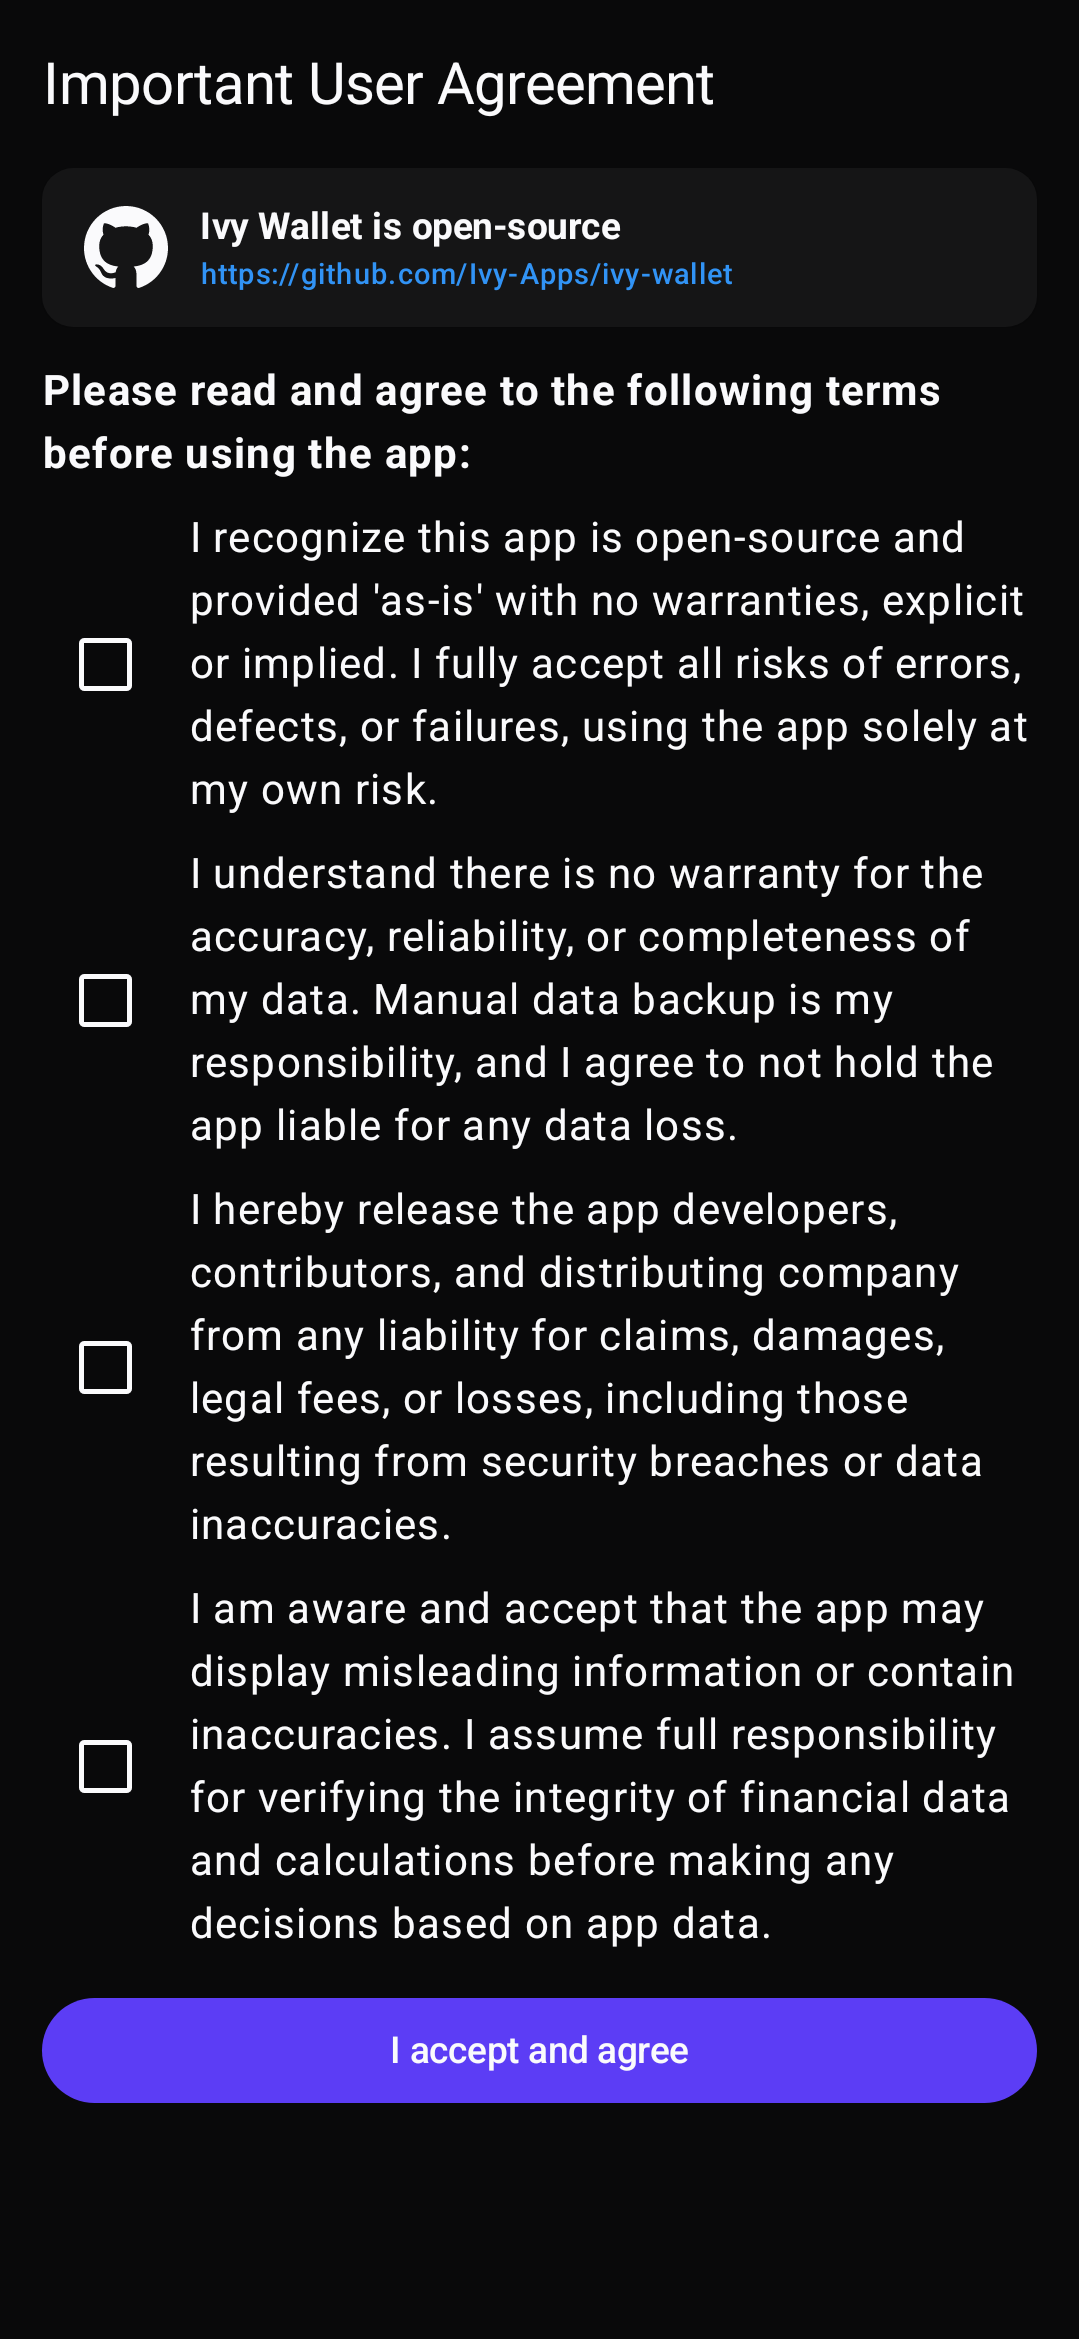 Important User Agreement
Ivy Wallet is open-source
https://github.com/Ivy-Apps/ivy-wallet
Please read and agree to the following terms
before using the app:
I recognize this app is open-source and
provided 'as-is' with no warranties, explicit
or implied. I fully accept all risks of errors,
defects, or failures, using the app solely at
my own risk.
I understand there is no warranty for the
accuracy, reliability, or completeness of
my data. Manual data backup is my
responsibility, and I agree to not hold the
app liable for any data loss.
I hereby release the app developers,
contributors, and distributing company
from any liability for claims, damages,
legal fees, or losses, including those
resulting from security breaches or data
inaccuracies.
I am aware and accept that the app may
display misleading information or contain
inaccuracies. I assume full responsibility
for verifying the integrity of financial data
and calculations before making any
decisions based on app data.
I accept and agree